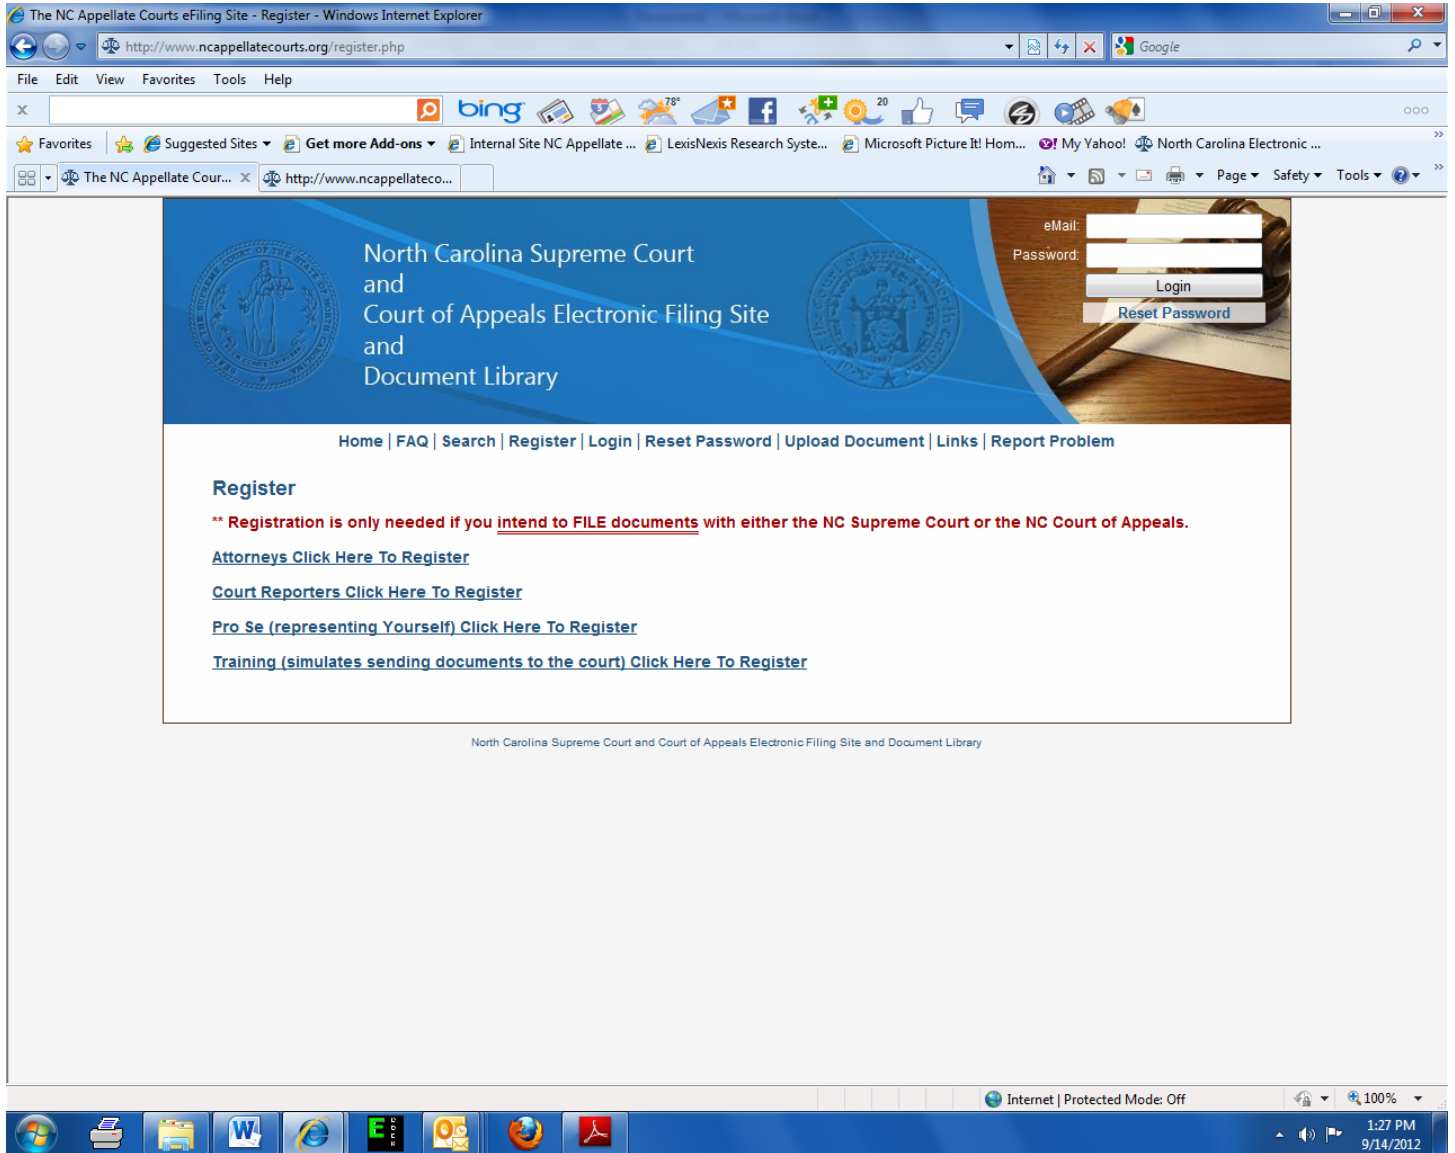 The NC Appellate Courts eFiling Site - Register - Windows Internet Explorer
http://www.ncappellatecourts.org/register.php
Google
File Edit View Favorites Tools Help
x bing 78° 20
Favorites Suggested Sites Get more Add-ons Internal Site NC Appellate ... LexisNexis Research Syste... Microsoft Picture It! Hom... My Yahoo! North Carolina Electronic ... »
The NC Appellate Cour... x http://www.ncappellateco... Page Safety Tools »
North Carolina Supreme Court
and
Court of Appeals Electronic Filing Site
and
Document Library
eMail:
Password:
Login
Reset Password
Home | FAQ | Search | Register | Login | Reset Password | Upload Document | Links | Report Problem
Register
** Registration is only needed if you intend to FILE documents with either the NC Supreme Court or the NC Court of Appeals.
Attorneys Click Here To Register
Court Reporters Click Here To Register
Pro Se (representing Yourself) Click Here To Register
Training (simulates sending documents to the court) Click Here To Register
North Carolina Supreme Court and Court of Appeals Electronic Filing Site and Document Library
Internet | Protected Mode: Off 100%
1:27 PM
9/14/2012